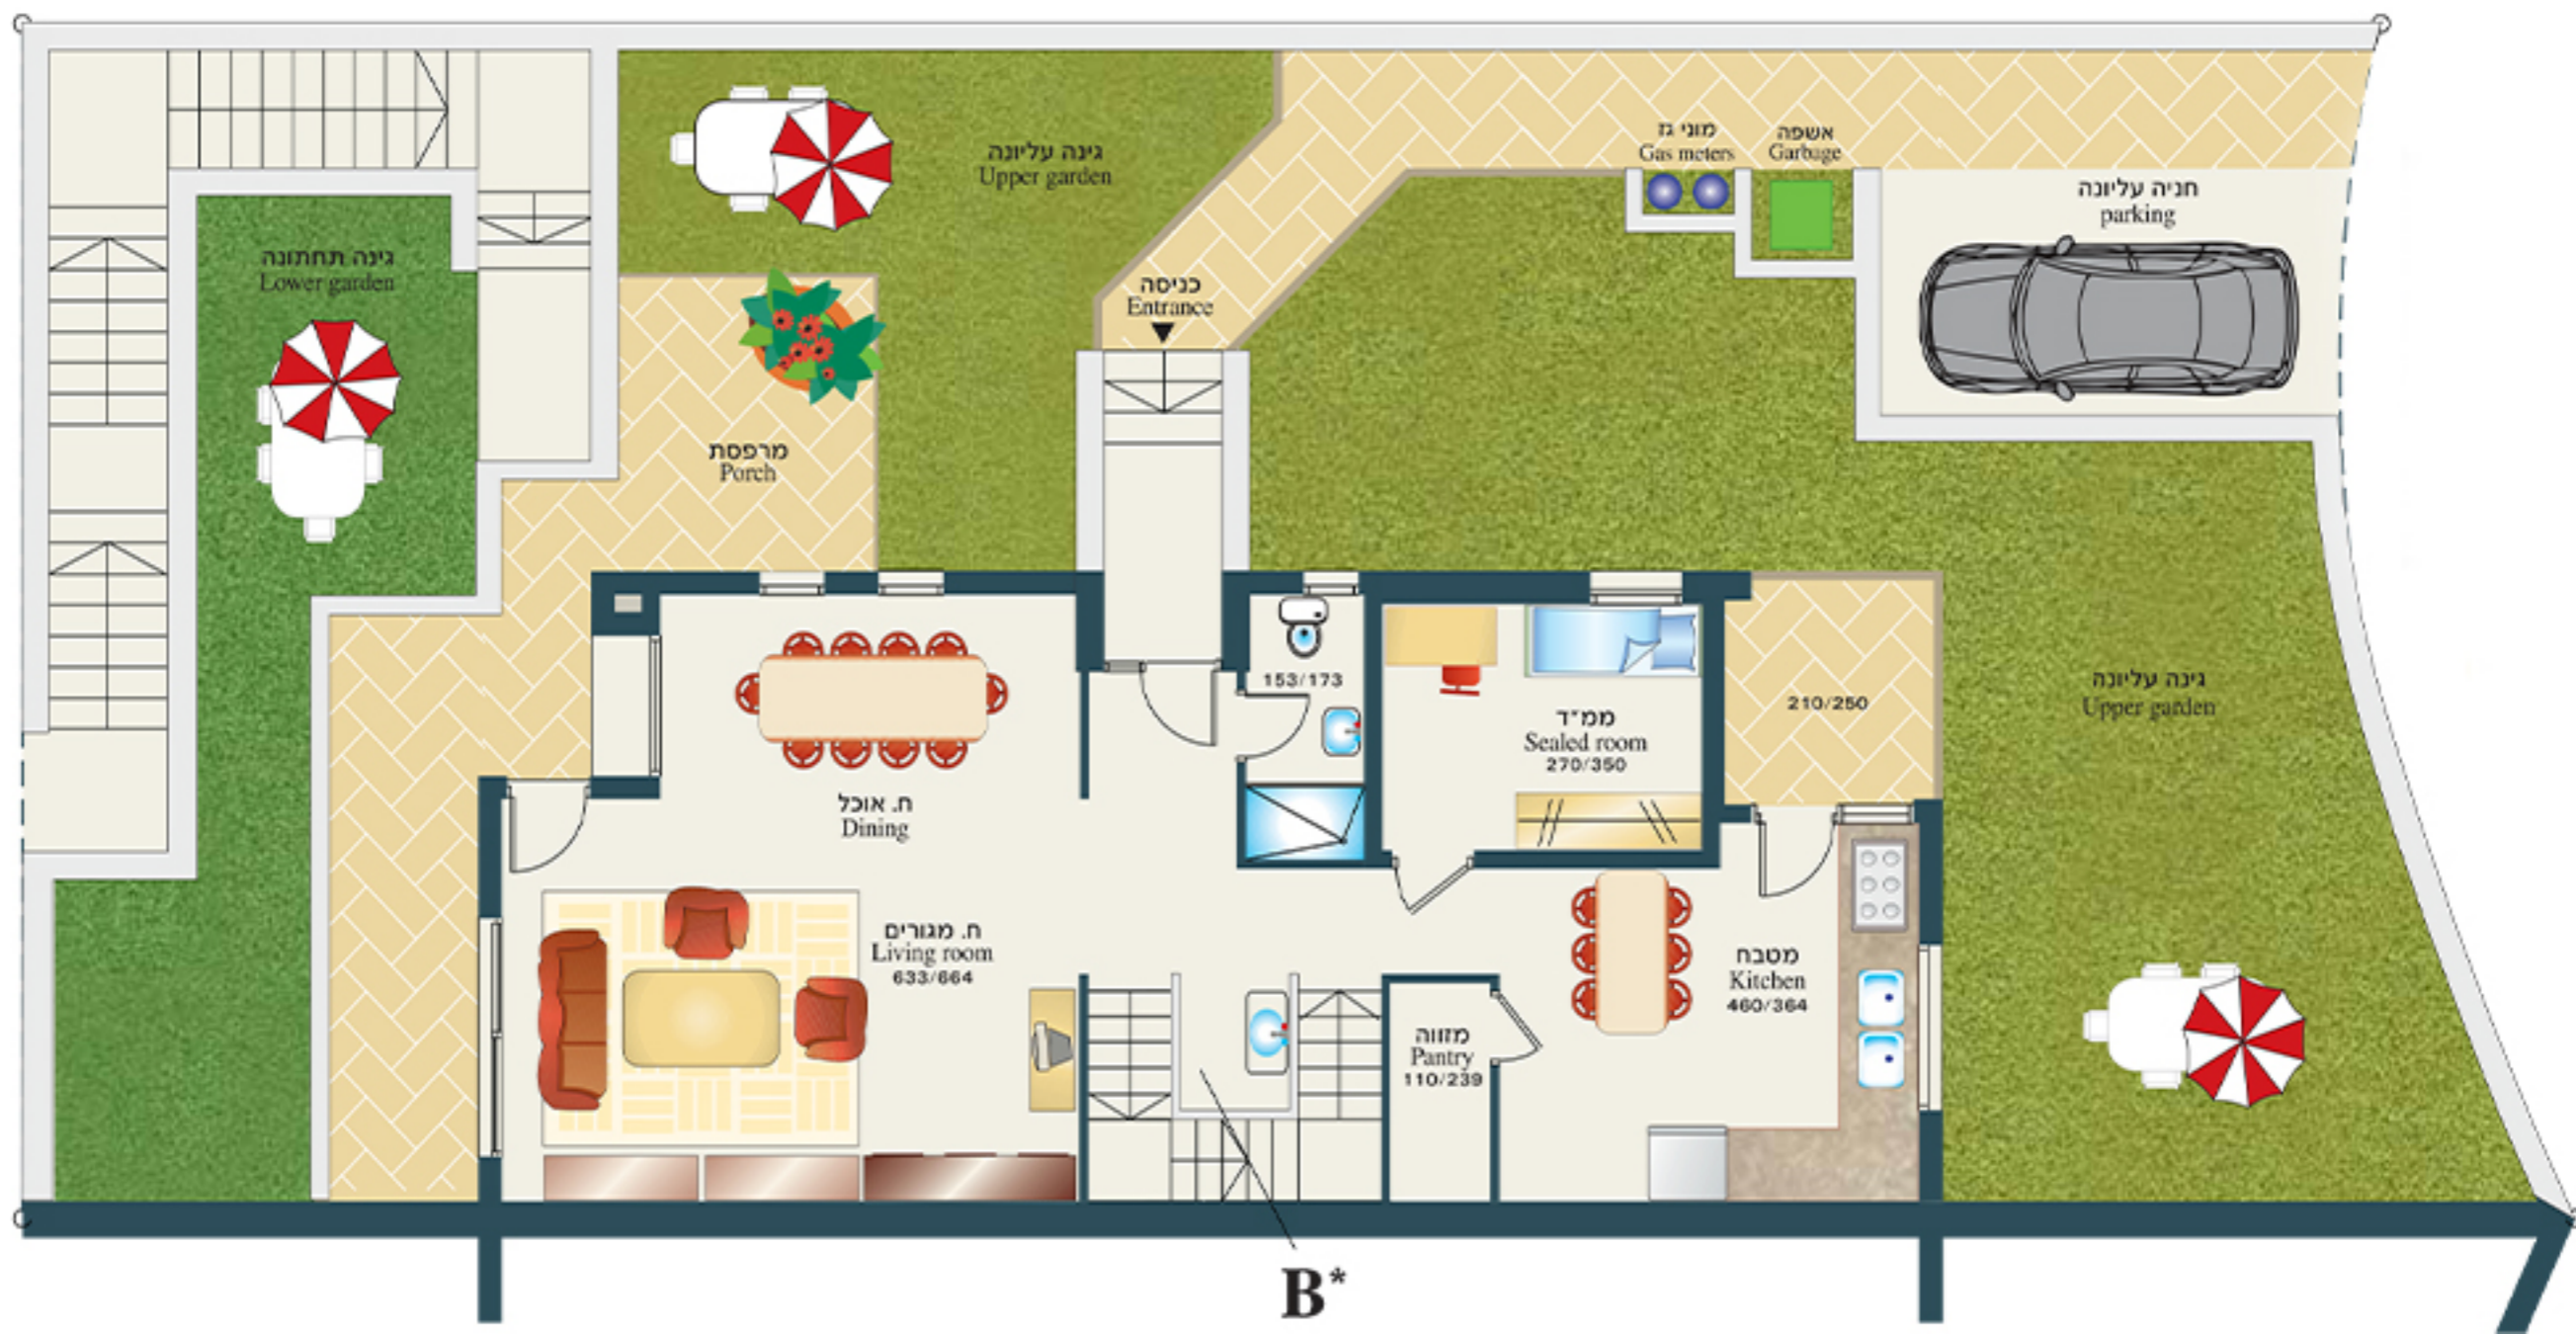 מוני גז
Gas meters
אשפה
Garbage
גינה עליונה
Upper garden
חניה עליונה
parking
גינה תחתונה
Lower garden
כניסה
Entrance
מרפסת
Porch
153/173
ממ״ד
Sealed room
270/350
210/250
גינה עליונה
Upper garden
ח. אוכל
Dining
ח. מגורים
Living room
633/664
מטבח
Kitchen
460/364
מזווה
Pantry
110/239
B*